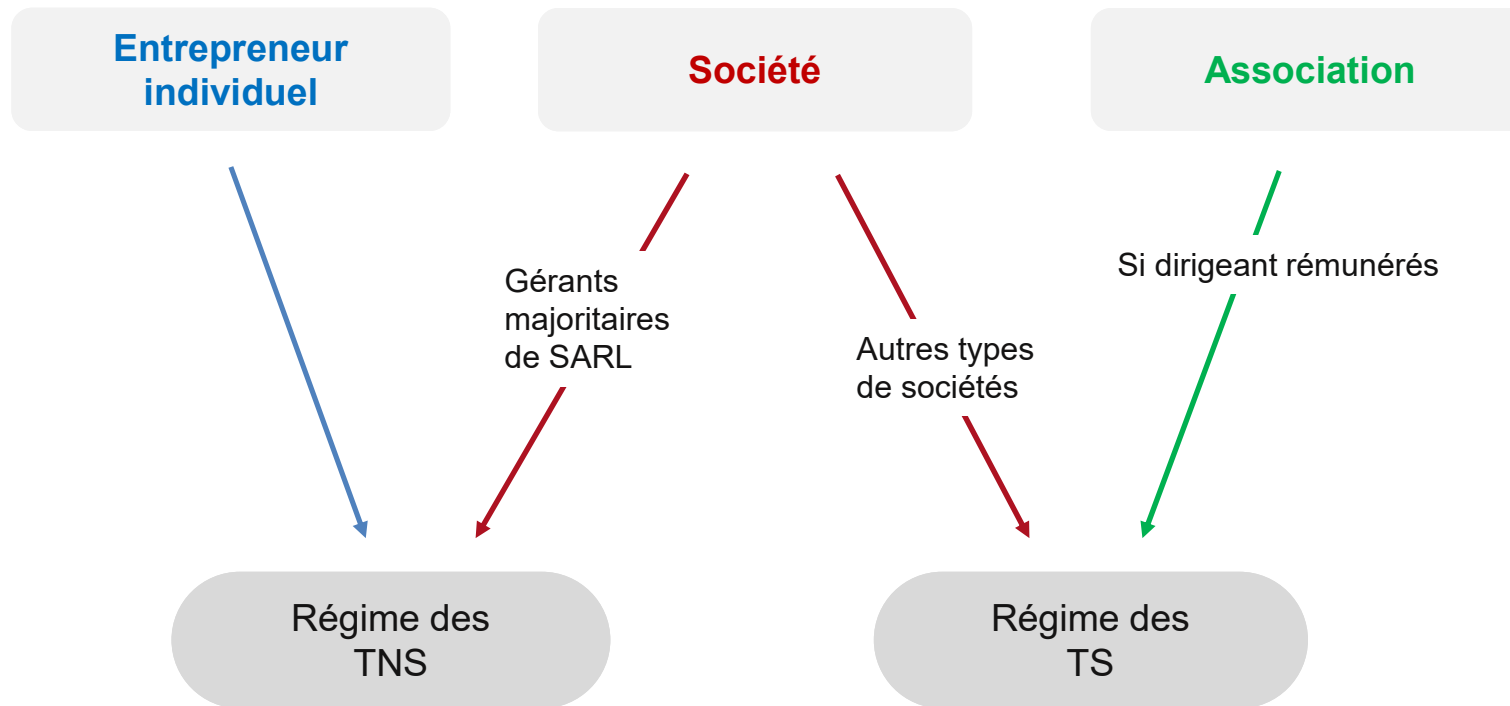 Entrepreneur
individuel
Société
Association
Gérants
majoritaires
de SARL
Autres types
de sociétés
Si dirigeant rémunérés
Régime des
TNS
Régime des
TS